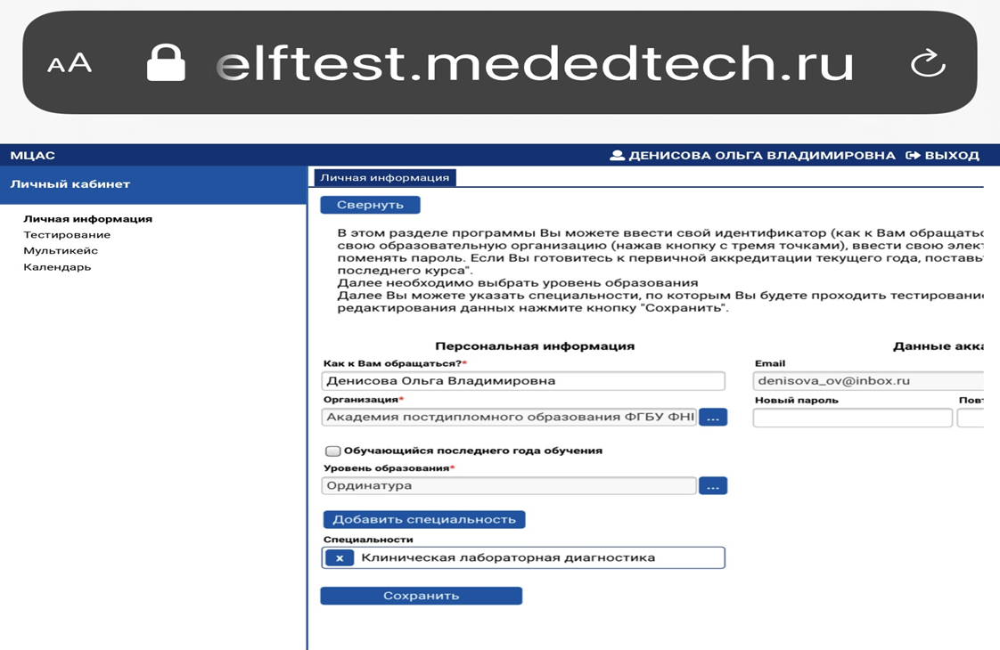 AA elftest.mededtech.ru
МЦАС ДЕНИСОВА ОЛЬГА ВЛАДИМИРОВНА ВЫХОД
Личный кабинет
Личная информация
Тестирование
Мультикейс
Календарь
Личная информация
Свернуть
В этом разделе программы Вы можете ввести свой идентификатор (как к Вам обращатьс
свою образовательную организацию (нажав кнопку с тремя точками), ввести свою элект
поменять пароль. Если Вы готовитесь к первичной аккредитации текущего года, поставь
последнего курса".
Далее необходимо выбрать уровень образования
Далее Вы можете указать специальности, по которым Вы будете проходить тестировани
редактирования данных нажмите кнопку "Сохранить".
Персональная информация
Как к Вам обращаться?*
Денисова Ольга Владимировна
Организация*
Академия постдипломного образования ФГБУ ФН
...
Обучающийся последнего года обучения
Уровень образования*
Ординатура
...
Добавить специальность
Специальности
x Клиническая лабораторная диагностика
Сохранить
Данные акка
Email
denisova_ov@inbox.ru
Новый пароль Повт